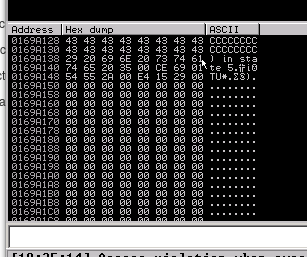 Address Hex dump ASCII
0169A128 43 43 43 43 43 43 43 43 CCCCCCCC
0169A130 43 43 43 43 43 43 43 43 CCCCCCCC
0169A138 29 20 69 6E 20 73 74 61 ) in sta
0169A140 74 65 20 35 00 CE 69 01 te 5.
0169A148 54 55 2A 00 E4 15 29 00 TU*.
0169A150 00 00 00 00 00 00 00 00 ........
0169A158 00 00 00 00 00 00 00 00 ........
0169A160 00 00 00 00 00 00 00 00 ........
0169A168 00 00 00 00 00 00 00 00 ........
0169A170 00 00 00 00 00 00 00 00 ........
0169A178 00 00 00 00 00 00 00 00 ........
0169A180 00 00 00 00 00 00 00 00 ........
0169A188 00 00 00 00 00 00 00 00 ........
0169A190 00 00 00 00 00 00 00 00 ........
0169A198 00 00 00 00 00 00 00 00 ........
0169A1A0 00 00 00 00 00 00 00 00 ........
0169A1A8 00 00 00 00 00 00 00 00 ........
0169A1B0 00 00 00 00 00 00 00 00 ........
0169A1B8 00 00 00 00 00 00 00 00 ........
0169A1C0 00 00 00 00 00 00 00 00 ........